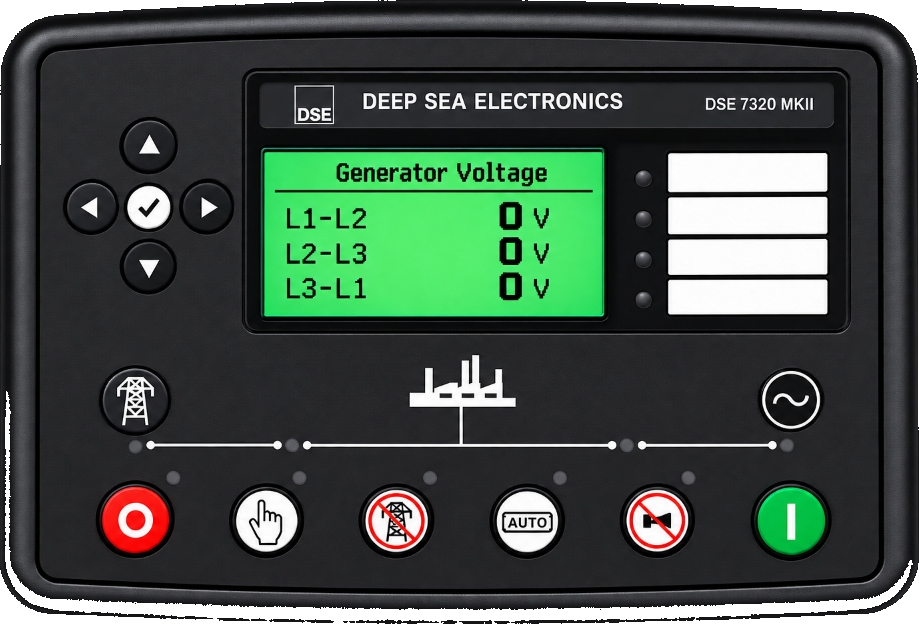 DSE
DEEP SEA ELECTRONICS
DSE 7320 MKII
Generator Voltage
L1-L2 0 V
L2-L3 0 V
L3-L1 0 V
AUTO